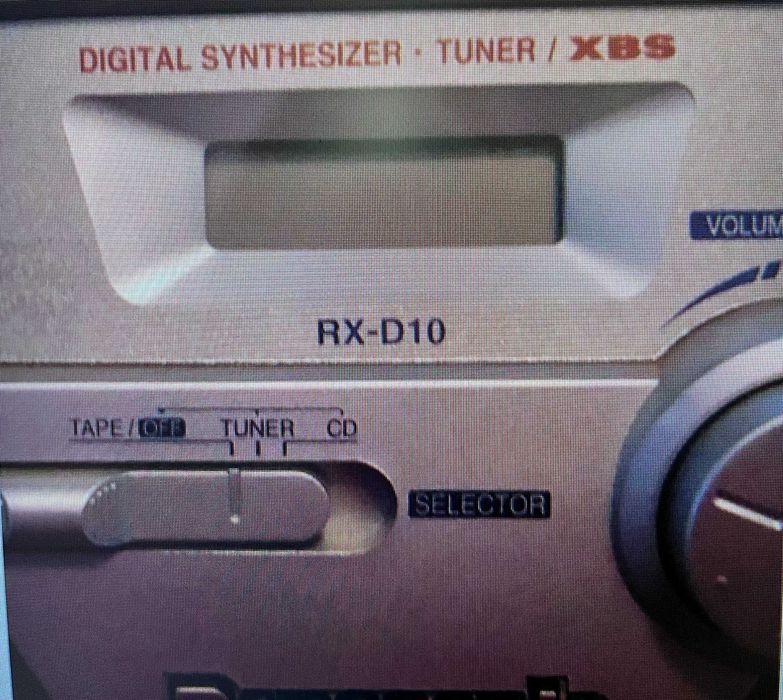 DIGITAL SYNTHESIZER · TUNER / XBS
VOLUM
RX-D10
TAPE/OFF TUNER CD
SELECTOR